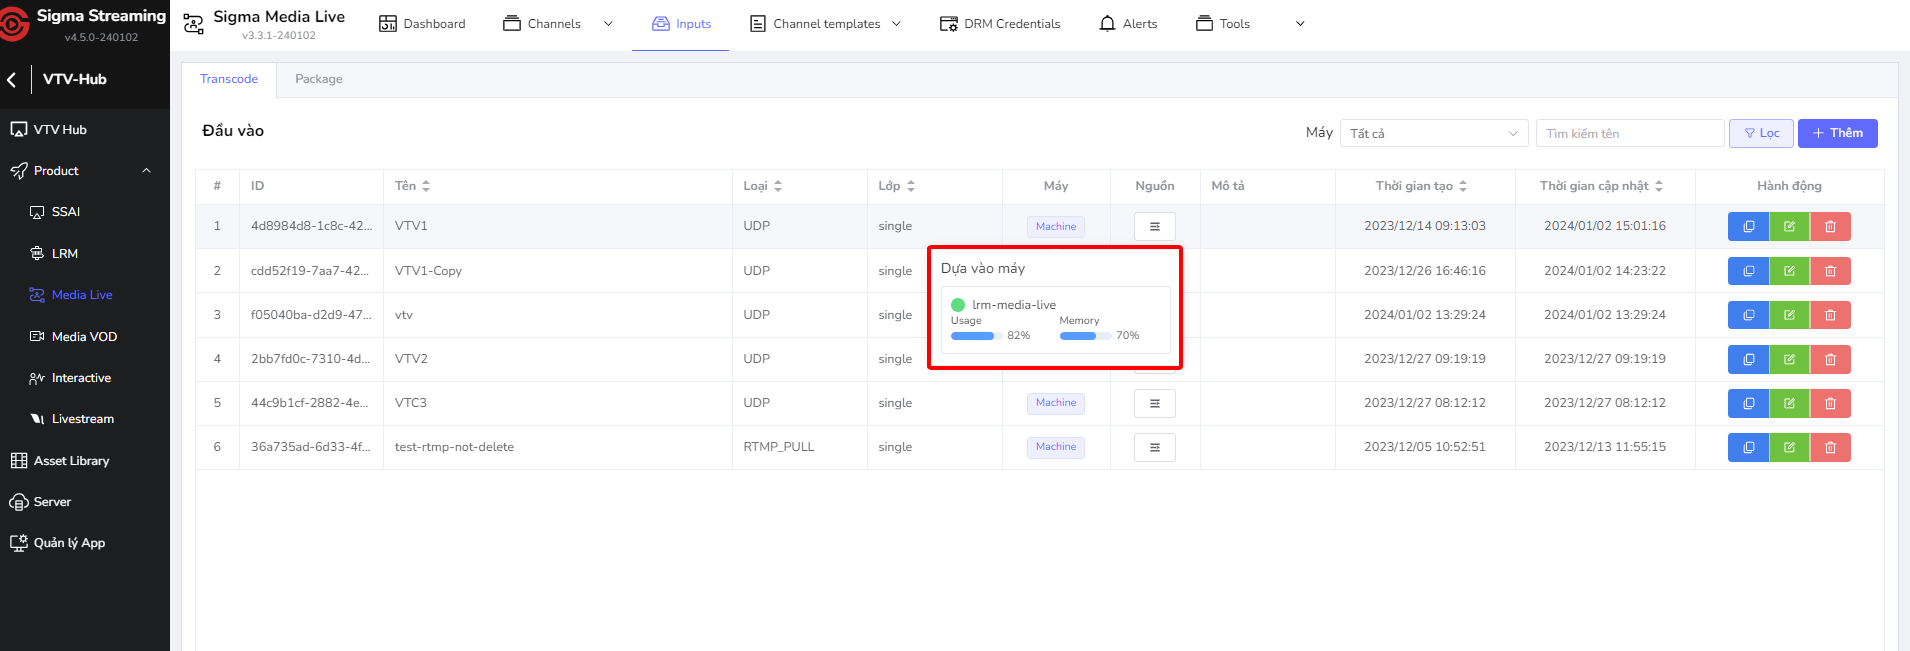 Sigma Streaming
v4.5.0-240102
Sigma Media Live
v3.3.1-240102
Dashboard
Channels
Inputs
Channel templates
DRM Credentials
Alerts
Tools
VTV-Hub
VTV Hub
Product
SSAI
LRM
Media Live
Media VOD
Interactive
Livestream
Asset Library
Server
Quản lý App
Transcode Package
Đầu vào
Máy Tất cả Tìm kiếm tên Lọc + Thêm
# ID Tên Loại Lớp Máy Nguồn Mô tả Thời gian tạo Thời gian cập nhật Hành động
1 4d8984d8-1c8c-42... VTV1 UDP single Machine 2023/12/14 09:13:03 2024/01/02 15:01:16
2 cdd52f19-7aa7-42... VTV1-Copy UDP single 2023/12/26 16:46:16 2024/01/02 14:23:22
3 f05040ba-d2d9-47... vtv UDP single 2024/01/02 13:29:24 2024/01/02 13:29:24
4 2bb7fd0c-7310-4d... VTV2 UDP single 2023/12/27 09:19:19 2023/12/27 09:19:19
5 44c9b1cf-2882-4e... VTC3 UDP single Machine 2023/12/27 08:12:12 2023/12/27 08:12:12
6 36a735ad-6d33-4f... test-rtmp-not-delete RTMP_PULL single Machine 2023/12/05 10:52:51 2023/12/13 11:55:15
Dựa vào máy
lrm-media-live
Usage Memory
82% 70%